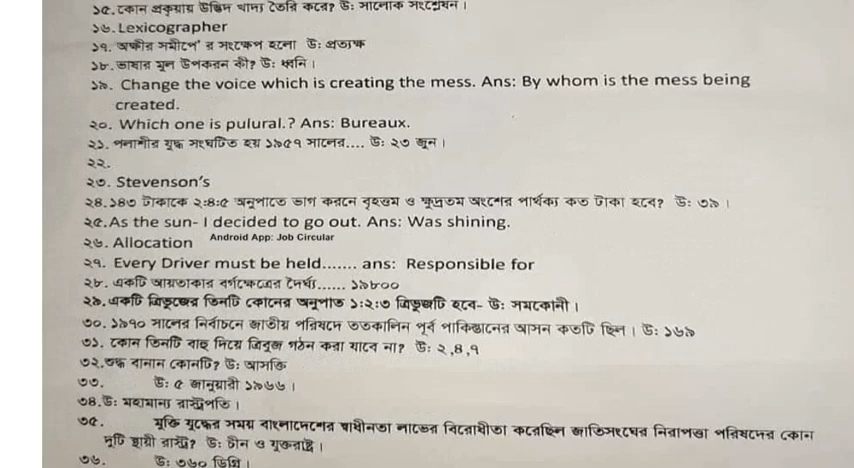 ১৫. কোন প্রক্রয়ায় উদ্ভিদ খাদ্য তৈরি করে? উ: সালোক সংশ্লেষন।
১৬. Lexicographer
১৭. অক্ষীর সমীপে' র সংক্ষেপ হলো উ: প্রত্যক্ষ
১৮. ভাষার মূল উপকরন কী? উ: ধ্বনি।
১৯. Change the voice which is creating the mess. Ans: By whom is the mess being
created.
২০. Which one is pulural.? Ans: Bureaux.
২১. পলাশীর যুদ্ধ সংঘটিত হয় ১৯৫৭ সালের.... উ: ২৩ জুন।
২২.
২৩. Stevenson's
২৪. ১৪৩ টাকাকে ২:৪:৫ অনুপাতে ভাগ করলে বৃহত্তম ও ক্ষুদ্রতম অংশের পার্থক্য কত টাকা হবে? উ: ৩৯।
২৫. As the sun- I decided to go out. Ans: Was shining.
২৬. Allocation Android App: Job Circular
২৭. Every Driver must be held....... ans: Responsible for
২৮. একটি আয়তাকার বর্গক্ষেত্রের দৈর্ঘ্য...... ১৯৮০০
২৯. একটি ত্রিভুজের তিনটি কোনের অনুপাত ১:২:৩ ত্রিভুজটি হবে- উ: সমকোনী।
৩০. ১৯৭০ সালের নির্বাচনে জাতীয় পরিষদে ততকালিন পূর্ব পাকিস্তানের আসন কতটি ছিল। উ: ১৬৯
৩১. কোন তিনটি বাহু দিয়ে ত্রিবুজ গঠন করা যাবে না? উ: ২,৪,৭
৩২. শুদ্ধ বানান কোনটি? উ: আসক্তি
৩৩. উ: ৫ জানুয়ারী ১৯৬৬।
৩৪. উ: মহামান্য রাস্ট্রপতি।
৩৫. মুক্তি যুদ্ধের সময় বাংলাদেশের স্বাধীনতা লাভের বিরোধীতা করেছিল জাতিসংঘের নিরাপত্তা পরিষদের কোন
দুটি স্থায়ী রাস্ট্র? উ: চীন ও যুক্তরাষ্ট্র।
৩৬. উ: ৩৬০ ডিগ্রি।